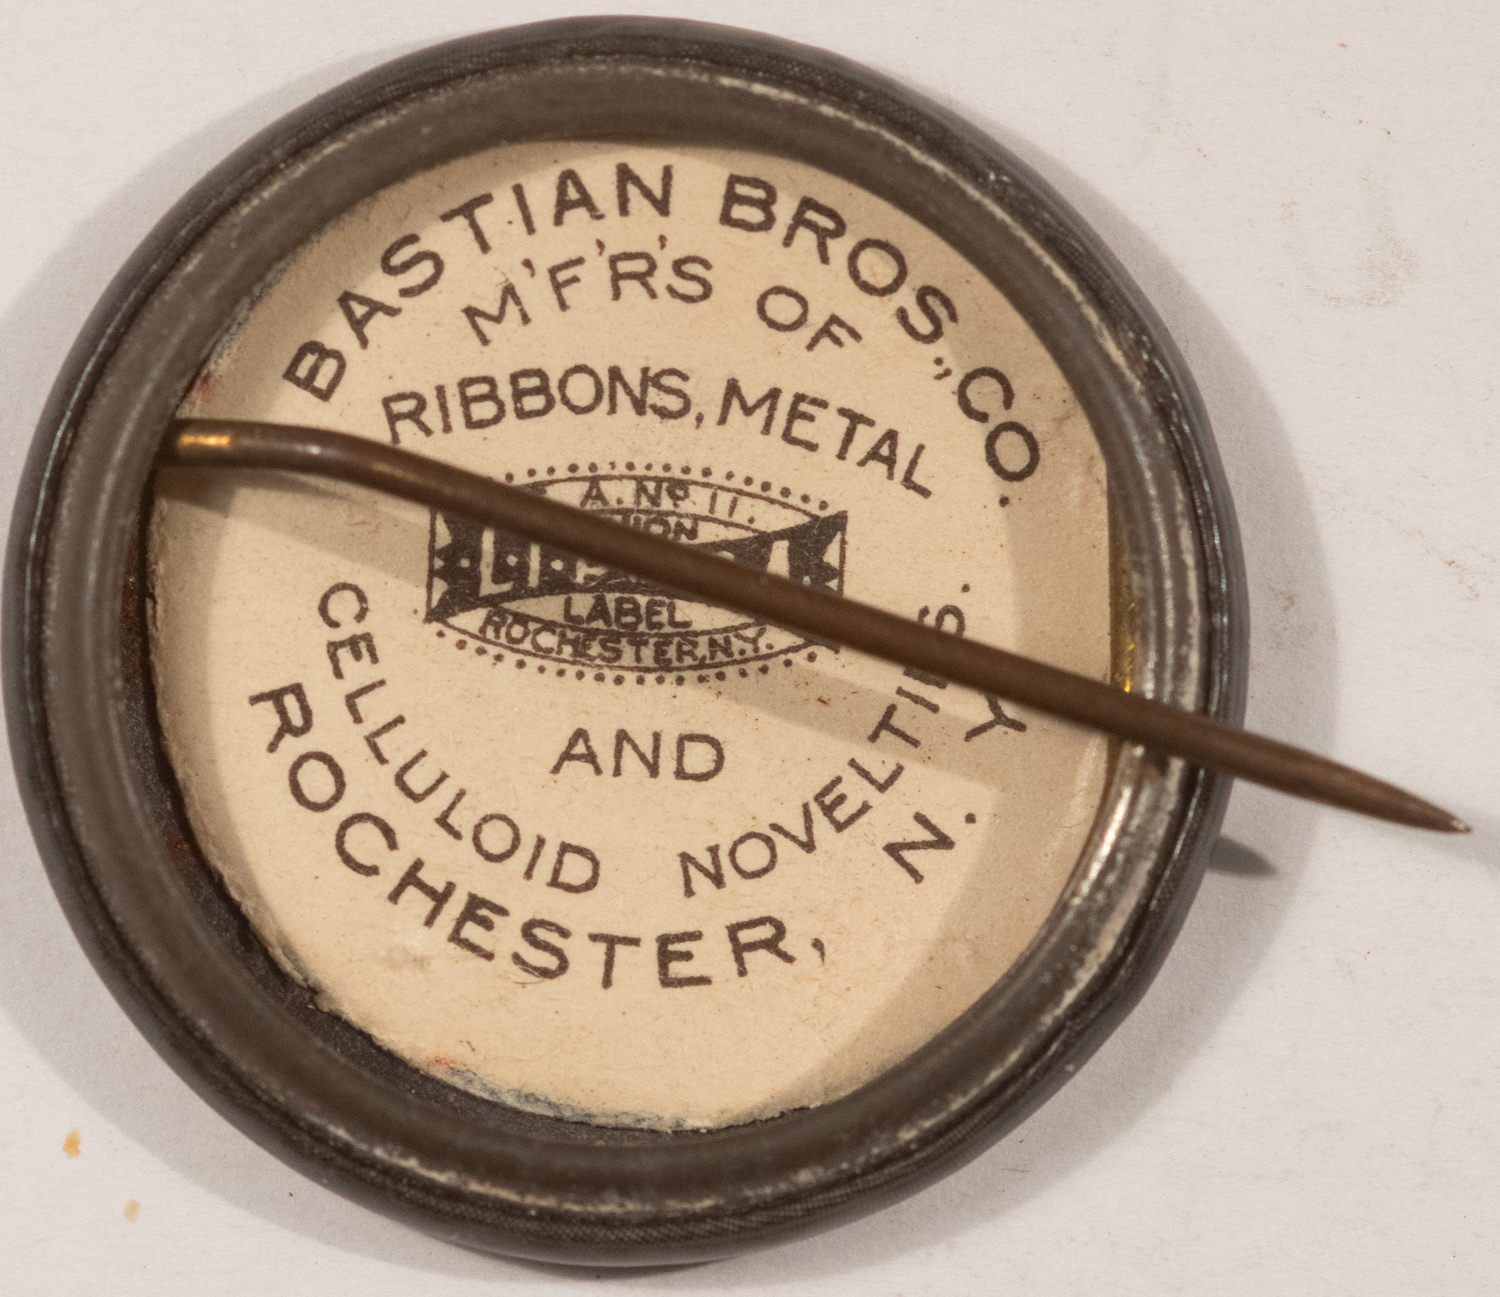 BASTIAN BROS., CO.
M'F'R'S OF
RIBBONS, METAL
A. No. 11.
LABEL
ROCHESTER, N.Y.
AND
CELLULOID NOVELTIES.
ROCHESTER, N. Y.